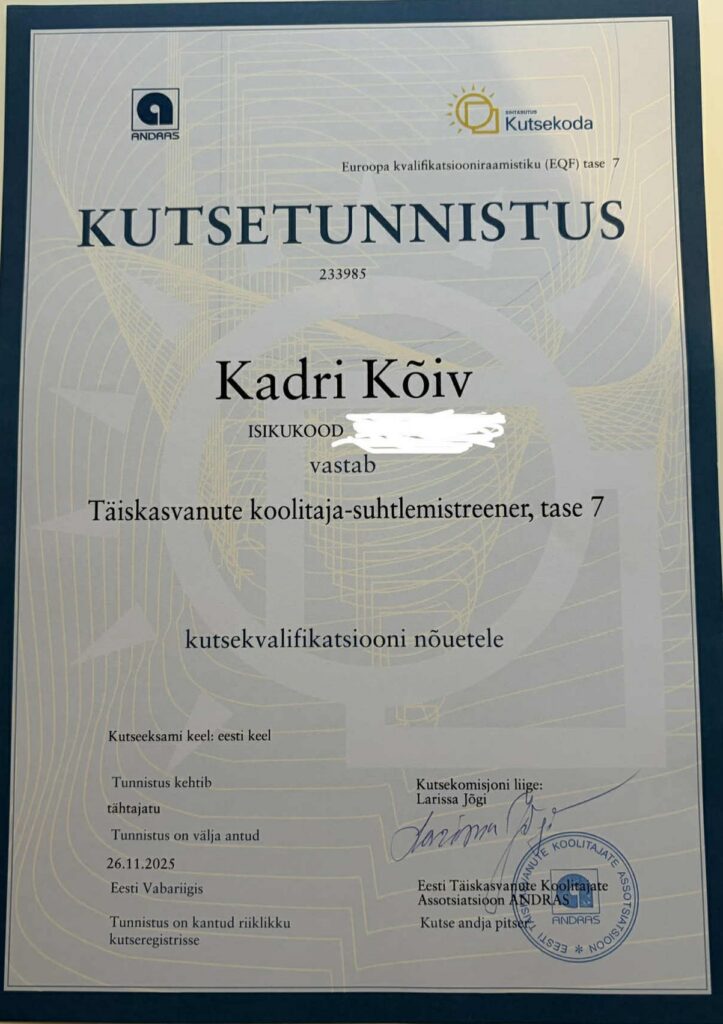 ANDRAS
SIHTASUTUS
Kutsekoda
Euroopa kvalifikatsiooniraamistiku (EQF) tase 7
KUTSETUNNISTUS
233985
Kadri Kõiv
ISIKUKOOD
vastab
Täiskasvanute koolitaja-suhtlemistreener, tase 7
kutsekvalifikatsiooni nõuetele
Kutseeksami keel: eesti keel
Tunnistus kehtib
tähtajatu
Tunnistus on välja antud
26.11.2025
Eesti Vabariigis
Tunnistus on kantud riiklikku
kutseregistrisse
Kutsekomisjoni liige:
Larissa Jõgi
Larissa Jõgi
Eesti Täiskasvanute Koolitajate
Assotsiatsioon ANDRAS
Kutse andja pitser
EESTI TÄISKASVANUTE KOOLITAJATE ASSOTSIATSIOON
ANDRAS